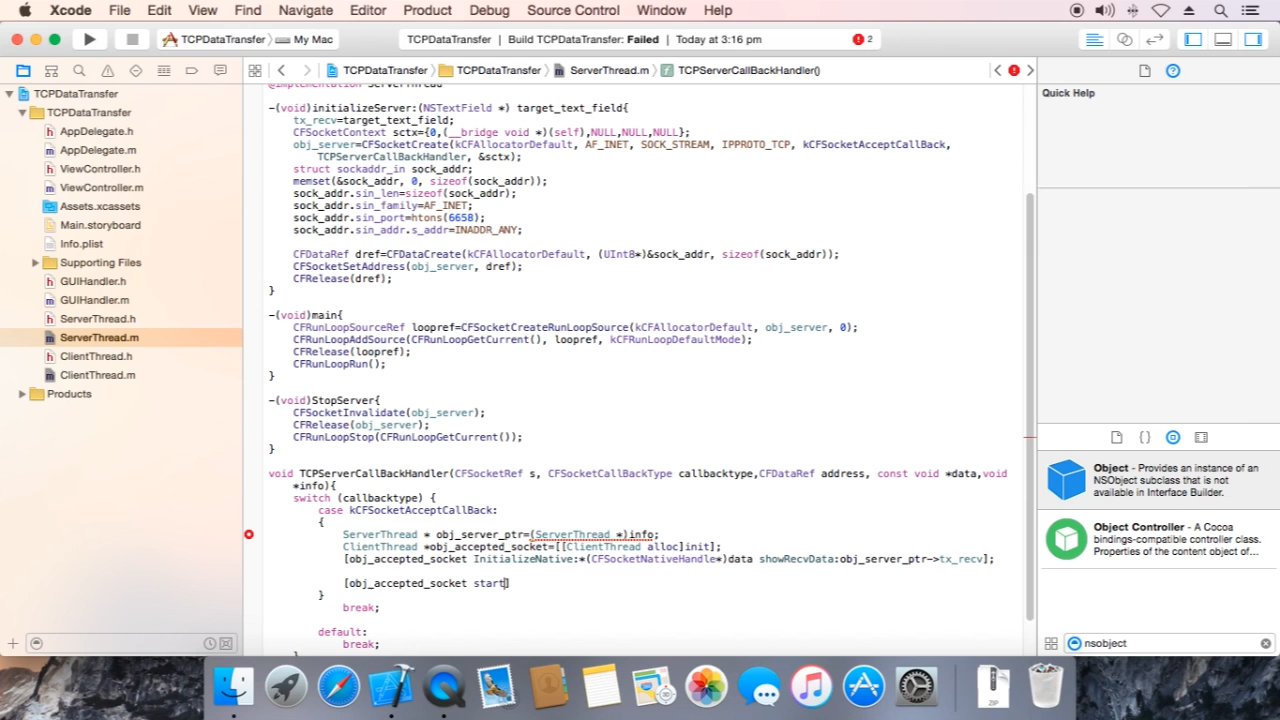 Xcode File Edit View Find Navigate Editor Product Debug Source Control Window Help
TCPDataTransfer My Mac TCPDataTransfer | Build TCPDataTransfer: Failed | Today at 3:16 pm 2
TCPDataTransfer TCPDataTransfer ServerThread.m TCPServerCallBackHandler()
TCPDataTransfer
TCPDataTransfer
AppDelegate.h
AppDelegate.m
ViewController.h
ViewController.m
Assets.xcassets
Main.storyboard
Info.plist
Supporting Files
GUIHandler.h
GUIHandler.m
ServerThread.h
ServerThread.m
ClientThread.h
ClientThread.m
Products
@implementation ServerThread
-(void)initializeServer:(NSTextField *) target_text_field{
tx_recv=target_text_field;
CFSocketContext sctx={0,(__bridge void *)(self),NULL,NULL,NULL};
obj_server=CFSocketCreate(kCFAllocatorDefault, AF_INET, SOCK_STREAM, IPPROTO_TCP, kCFSocketAcceptCallBack,
TCPServerCallBackHandler, &sctx);
struct sockaddr_in sock_addr;
memset(&sock_addr, 0, sizeof(sock_addr));
sock_addr.sin_len=sizeof(sock_addr);
sock_addr.sin_family=AF_INET;
sock_addr.sin_port=htons(6658);
sock_addr.sin_addr.s_addr=INADDR_ANY;
CFDataRef dref=CFDataCreate(kCFAllocatorDefault, (UInt8*)&sock_addr, sizeof(sock_addr));
CFSocketSetAddress(obj_server, dref);
CFRelease(dref);
}
-(void)main{
CFRunLoopSourceRef loopref=CFSocketCreateRunLoopSource(kCFAllocatorDefault, obj_server, 0);
CFRunLoopAddSource(CFRunLoopGetCurrent(), loopref, kCFRunLoopDefaultMode);
CFRelease(loopref);
CFRunLoopRun();
}
-(void)StopServer{
CFSocketInvalidate(obj_server);
CFRelease(obj_server);
CFRunLoopStop(CFRunLoopGetCurrent());
}
void TCPServerCallBackHandler(CFSocketRef s, CFSocketCallBackType callbacktype,CFDataRef address, const void *data,void
*info){
switch (callbacktype) {
case kCFSocketAcceptCallBack:
{
ServerThread * obj_server_ptr=(ServerThread *)info;
ClientThread *obj_accepted_socket=[[ClientThread alloc]init];
[obj_accepted_socket InitializeNative:*(CFSocketNativeHandle*)data showRecvData:obj_server_ptr->tx_recv];
[obj_accepted_socket start]
}
break;
default:
break;
Quick Help
Object - Provides an instance of an
NSObject subclass that is not
available in Interface Builder.
Object Controller - A Cocoa
bindings-compatible controller class.
Properties of the content object of...
nsobject
ZIP